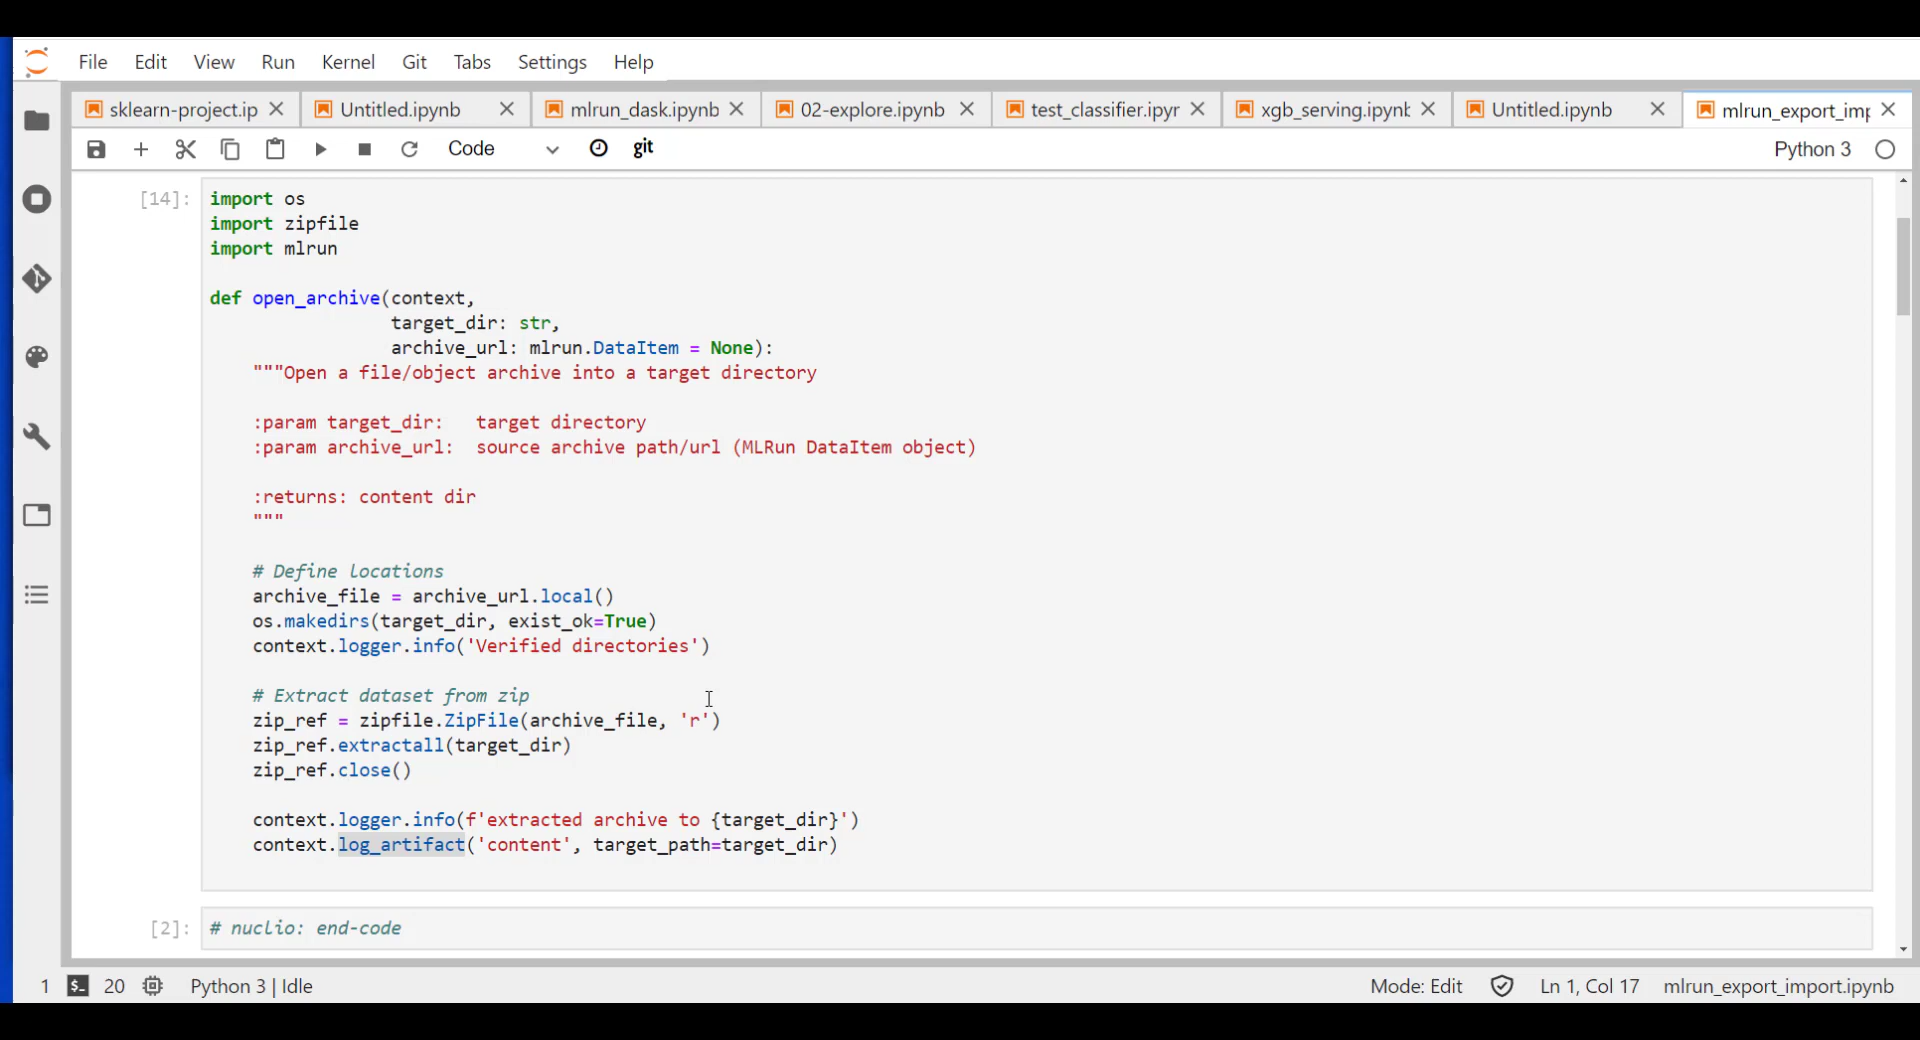 File Edit View Run Kernel Git Tabs Settings Help
sklearn-project.ip Untitled.ipynb mlrun_dask.ipynb 02-explore.ipynb test_classifier.ipyr xgb_serving.ipynb Untitled.ipynb mlrun_export_imp
Code git Python 3
[14]: import os
import zipfile
import mlrun
def open_archive(context,
target_dir: str,
archive_url: mlrun.DataItem = None):
"""Open a file/object archive into a target directory
:param target_dir: target directory
:param archive_url: source archive path/url (MLRun DataItem object)
:returns: content dir
"""
# Define locations
archive_file = archive_url.local()
os.makedirs(target_dir, exist_ok=True)
context.logger.info('Verified directories')
# Extract dataset from zip
zip_ref = zipfile.ZipFile(archive_file, 'r')
zip_ref.extractall(target_dir)
zip_ref.close()
context.logger.info(f'extracted archive to {target_dir}')
context.log_artifact('content', target_path=target_dir)
[2]: # nuclio: end-code
1 $_ 20 Python 3 | Idle Mode: Edit Ln 1, Col 17 mlrun_export_import.ipynb